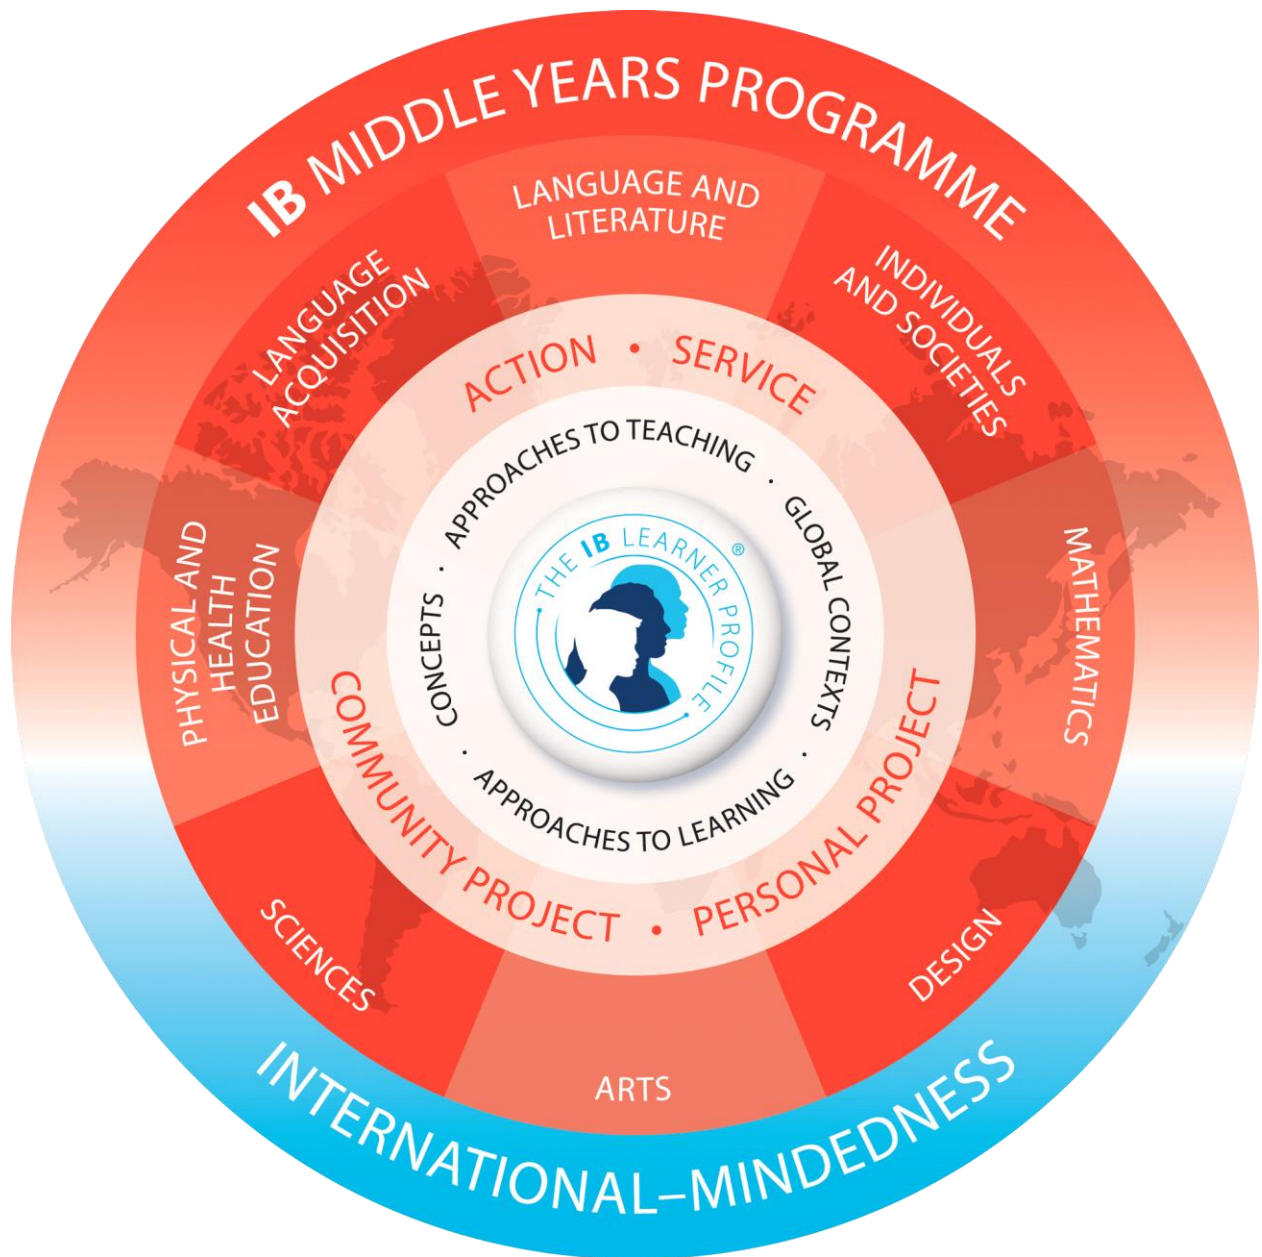 IB MIDDLE YEARS PROGRAMME
LANGUAGE AND
LITERATURE
INDIVIDUALS
AND SOCIETIES
MATHEMATICS
DESIGN
ARTS
SCIENCES
PHYSICAL AND
HEALTH
EDUCATION
LANGUAGE
ACQUISITION
ACTION • SERVICE
PERSONAL PROJECT
•
COMMUNITY PROJECT
APPROACHES TO TEACHING
·
GLOBAL CONTEXTS
·
APPROACHES TO LEARNING
·
CONCEPTS
·
· THE IB LEARNER PROFILE ·
®
INTERNATIONAL–MINDEDNESS